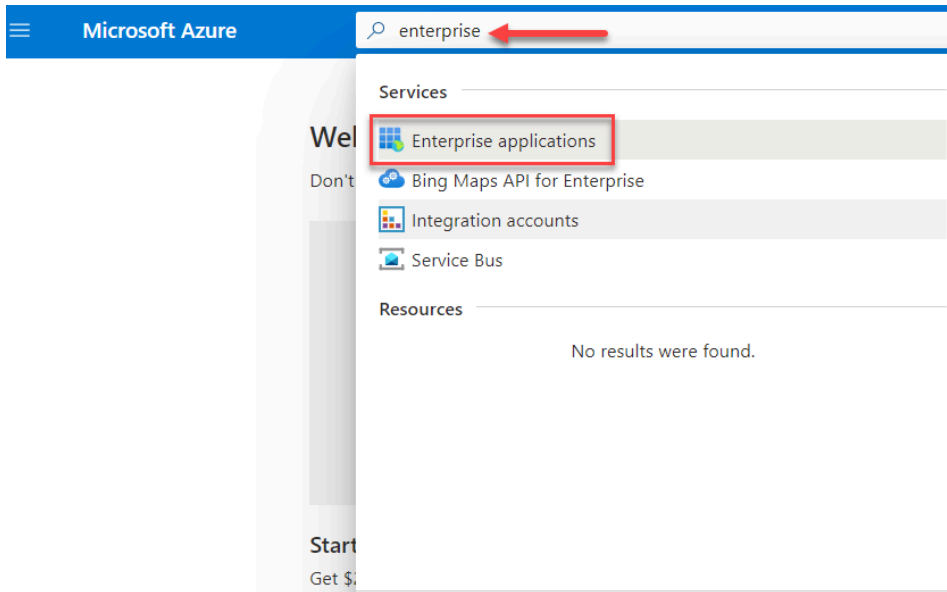 Microsoft Azure
enterprise
Services
Enterprise applications
Bing Maps API for Enterprise
Integration accounts
Service Bus
Resources
No results were found.
Wel
Don't
Start
Get $